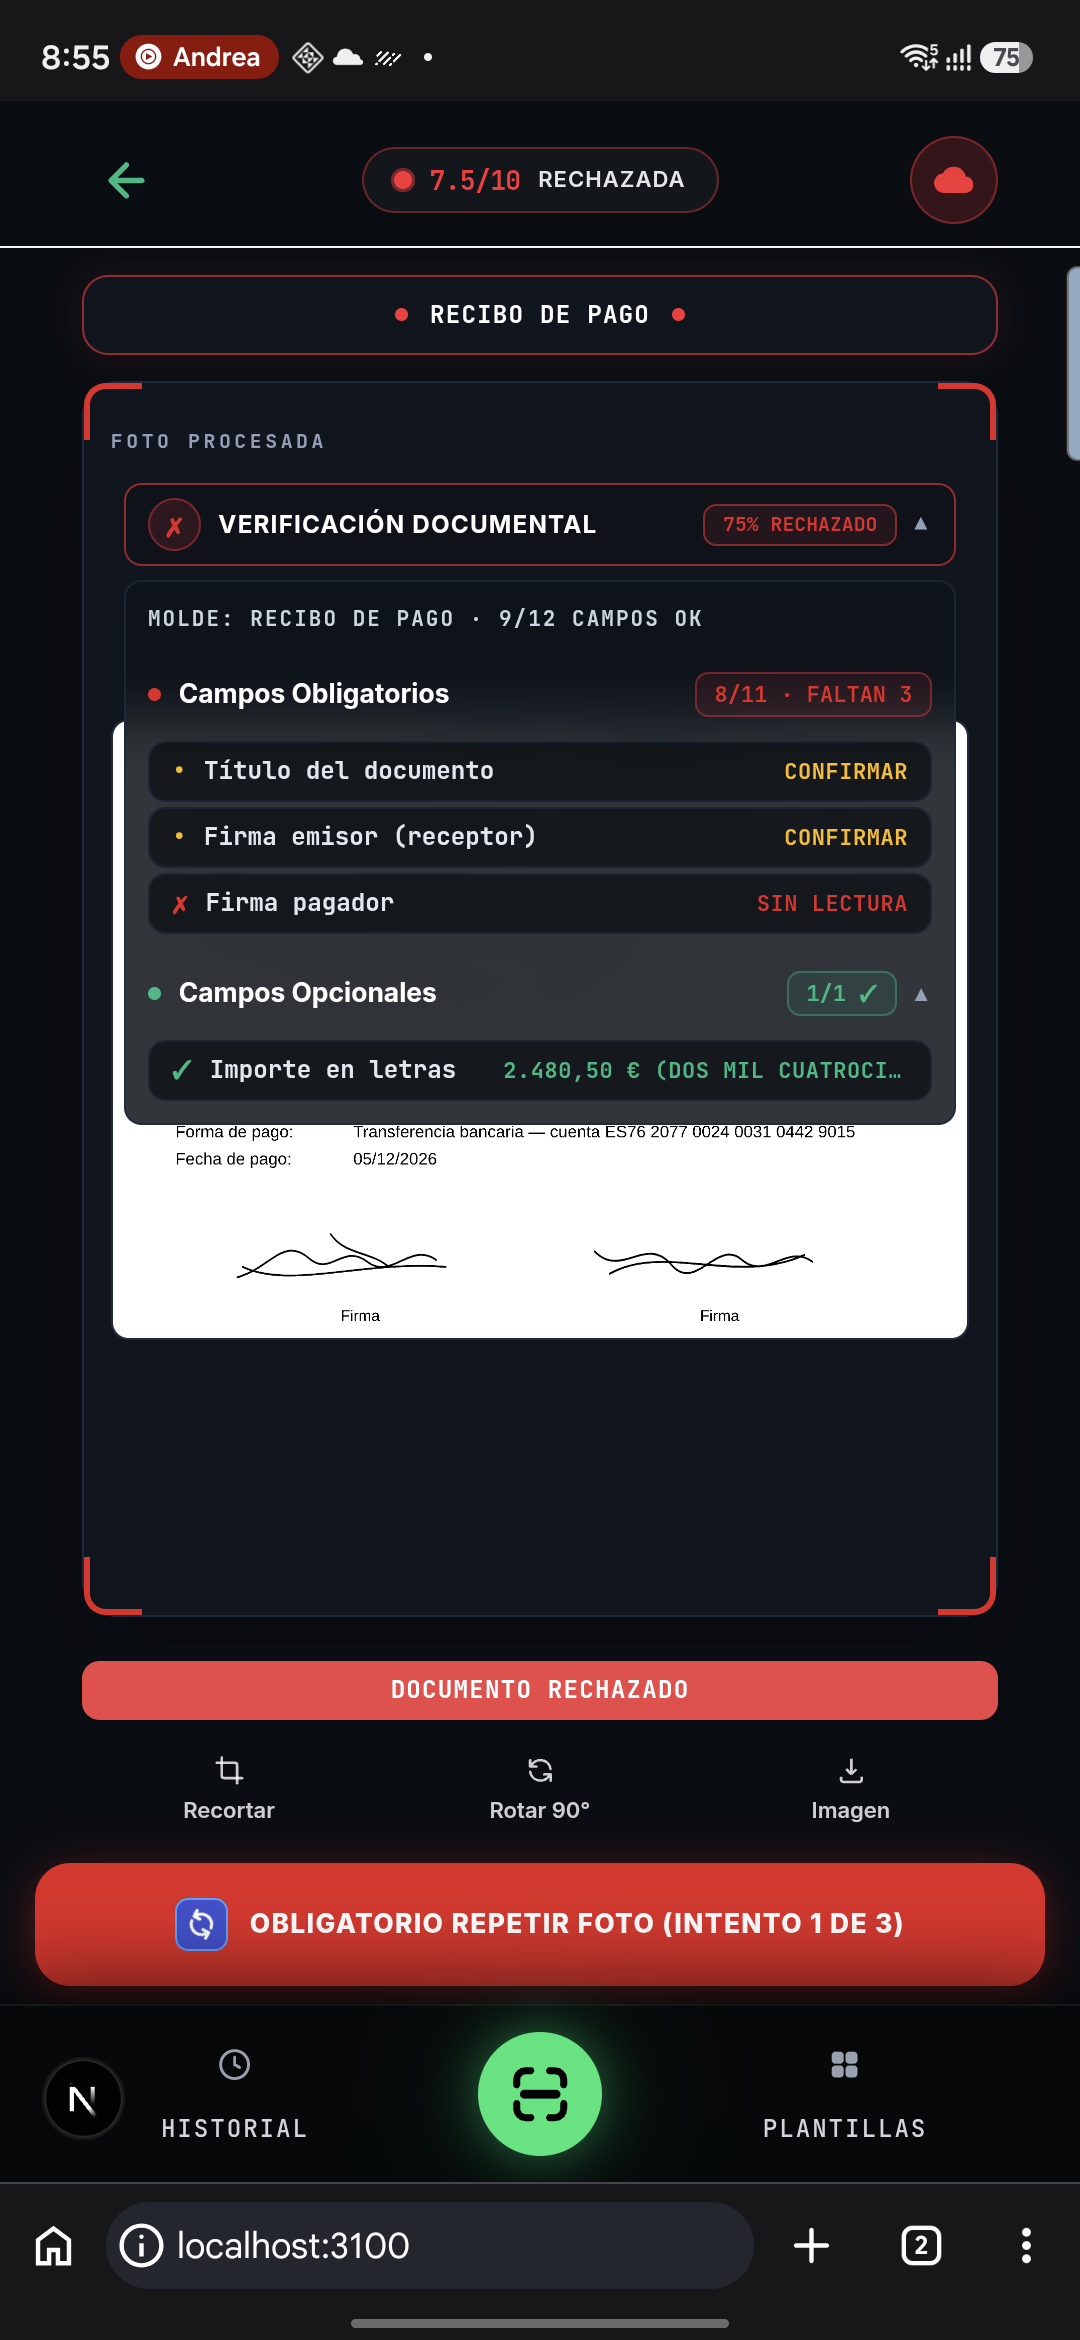 8:55
Andrea
5
75
7.5/10 RECHAZADA
RECIBO DE PAGO
FOTO PROCESADA
✗ VERIFICACIÓN DOCUMENTAL 75% RECHAZADO ▲
MOLDE: RECIBO DE PAGO · 9/12 CAMPOS OK
Campos Obligatorios 8/11 · FALTAN 3
• Título del documento CONFIRMAR
• Firma emisor (receptor) CONFIRMAR
✗ Firma pagador SIN LECTURA
Campos Opcionales 1/1 ✓ ▲
✓ Importe en letras 2.480,50 € (DOS MIL CUATROCI…
Forma de pago: Transferencia bancaria — cuenta ES76 2077 0024 0031 0442 9015
Fecha de pago: 05/12/2026
Firma Firma
DOCUMENTO RECHAZADO
Recortar Rotar 90° Imagen
OBLIGATORIO REPETIR FOTO (INTENTO 1 DE 3)
N
HISTORIAL PLANTILLAS
localhost:3100
2